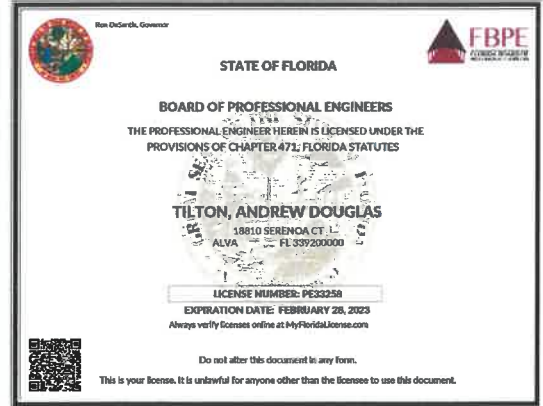 Ron DeSantis, Governor
FBPE
STATE OF FLORIDA
BOARD OF PROFESSIONAL ENGINEERS
THE PROFESSIONAL ENGINEER HEREIN IS LICENSED UNDER THE
PROVISIONS OF CHAPTER 471, FLORIDA STATUTES
TILTON, ANDREW DOUGLAS
18810 SERENOA CT
ALVA FL 339200000
LICENSE NUMBER: PE33258
EXPIRATION DATE: FEBRUARY 28, 2023
Always verify licenses online at MyFloridaLicense.com
Do not alter this document in any form.
This is your license. It is unlawful for anyone other than the licensee to use this document.